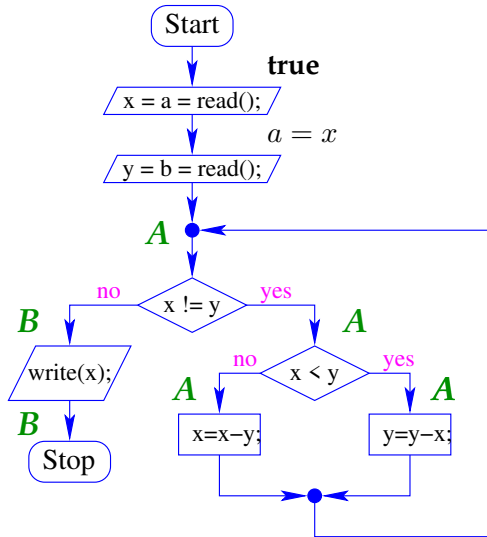 Start
true
x = a = read();
a = x
y = b = read();
A
no
x != y
yes
B
A
write(x);
no
x < y
yes
A
A
B
x=x−y;
y=y−x;
Stop